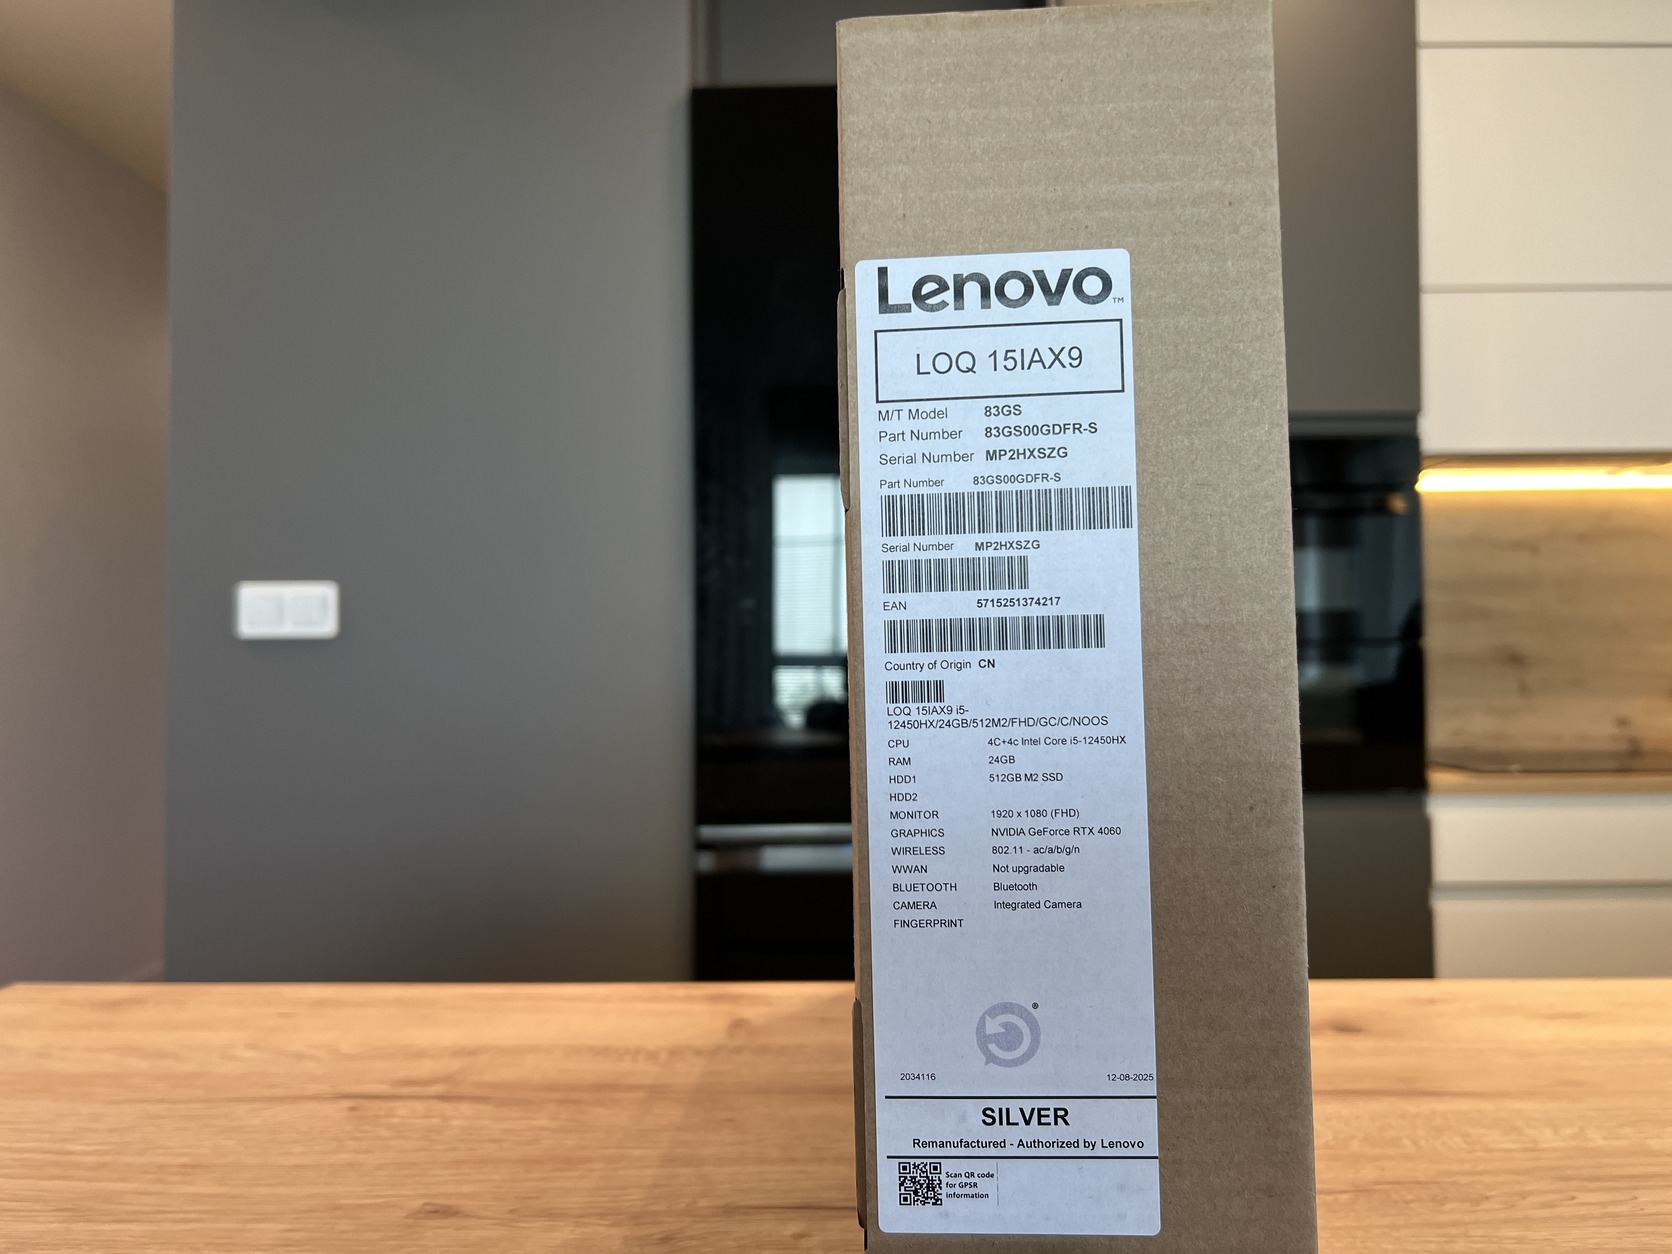 Lenovo™
LOQ 15IAX9
M/T Model 83GS
Part Number 83GS00GDFR-S
Serial Number MP2HXSZG
Part Number 83GS00GDFR-S
Serial Number MP2HXSZG
EAN 5715251374217
Country of Origin CN
LOQ 15IAX9 i5-
12450HX/24GB/512M2/FHD/GC/C/NOOS
CPU 4C+4c Intel Core i5-12450HX
RAM 24GB
HDD1 512GB M2 SSD
HDD2
MONITOR 1920 x 1080 (FHD)
GRAPHICS NVIDIA GeForce RTX 4060
WIRELESS 802.11 - ac/a/b/g/n
WWAN Not upgradable
BLUETOOTH Bluetooth
CAMERA Integrated Camera
FINGERPRINT
®
2034116 12-08-2025
SILVER
Remanufactured - Authorized by Lenovo
Scan QR code
for GPSR
information